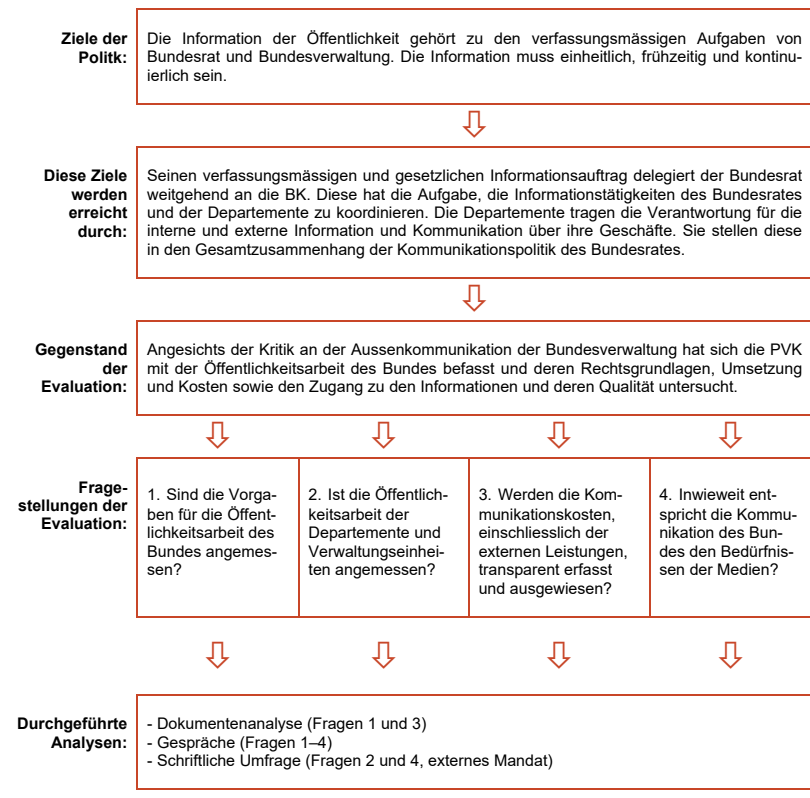 Ziele der
Politk:
Die Information der Öffentlichkeit gehört zu den verfassungsmässigen Aufgaben von
Bundesrat und Bundesverwaltung. Die Information muss einheitlich, frühzeitig und kontinu-
ierlich sein.
Diese Ziele
werden
erreicht
durch:
Seinen verfassungsmässigen und gesetzlichen Informationsauftrag delegiert der Bundesrat
weitgehend an die BK. Diese hat die Aufgabe, die Informationstätigkeiten des Bundesrates
und der Departemente zu koordinieren. Die Departemente tragen die Verantwortung für die
interne und externe Information und Kommunikation über ihre Geschäfte. Sie stellen diese
in den Gesamtzusammenhang der Kommunikationspolitik des Bundesrates.
Gegenstand
der
Evaluation:
Angesichts der Kritik an der Aussenkommunikation der Bundesverwaltung hat sich die PVK
mit der Öffentlichkeitsarbeit des Bundes befasst und deren Rechtsgrundlagen, Umsetzung
und Kosten sowie den Zugang zu den Informationen und deren Qualität untersucht.
Frage-
stellungen der
Evaluation:
1. Sind die Vorga-
ben für die Öffent-
lichkeitsarbeit des
Bundes angemes-
sen?
2. Ist die Öffentlich-
keitsarbeit der
Departemente und
Verwaltungseinhei-
ten angemessen?
3. Werden die Kom-
munikationskosten,
einschliesslich der
externen Leistungen,
transparent erfasst
und ausgewiesen?
4. Inwieweit ent-
spricht die Kommu-
nikation des Bun-
des den Bedürfnis-
sen der Medien?
Durchgeführte
Analysen:
- Dokumentenanalyse (Fragen 1 und 3)
- Gespräche (Fragen 1–4)
- Schriftliche Umfrage (Fragen 2 und 4, externes Mandat)